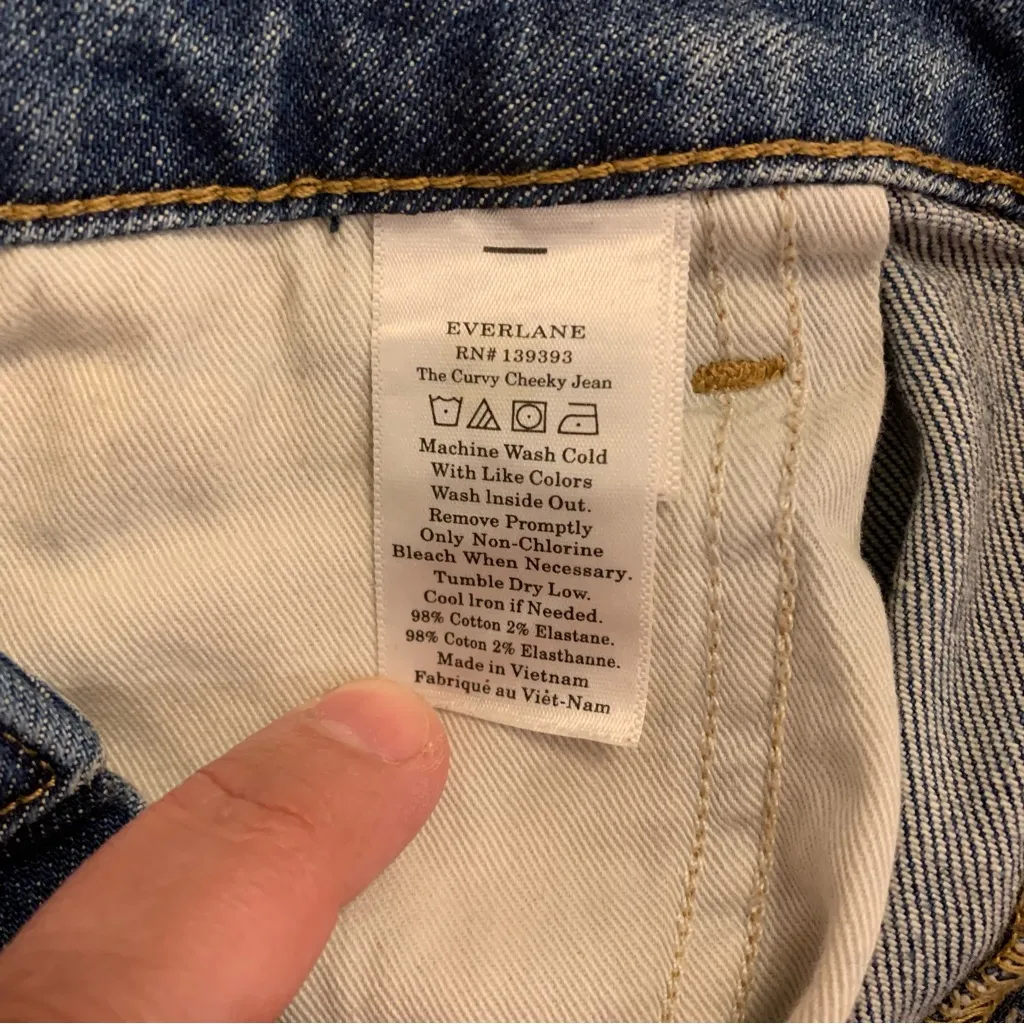 EVERLANE
RN# 139393
The Curvy Cheeky Jean
Machine Wash Cold
With Like Colors
Wash Inside Out.
Remove Promptly
Only Non-Chlorine
Bleach When Necessary.
Tumble Dry Low.
Cool Iron if Needed.
98% Cotton 2% Elastane.
98% Coton 2% Elasthanne.
Made in Vietnam
Fabriqué au Viêt-Nam